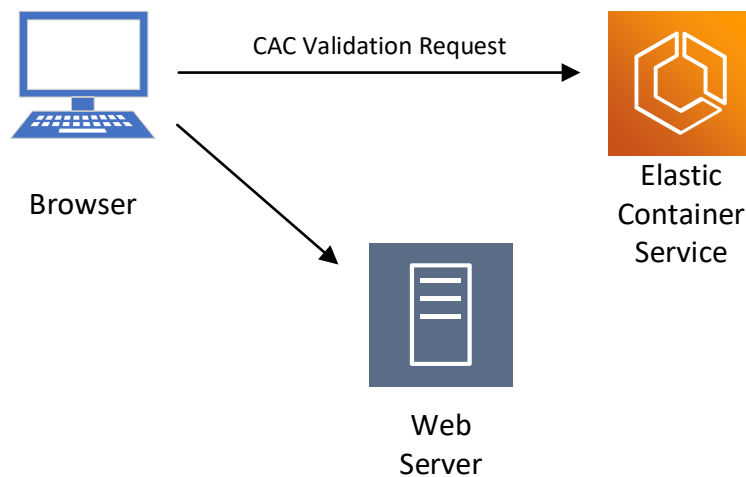 CAC Validation Request
Browser
Elastic
Container
Service
Web
Server